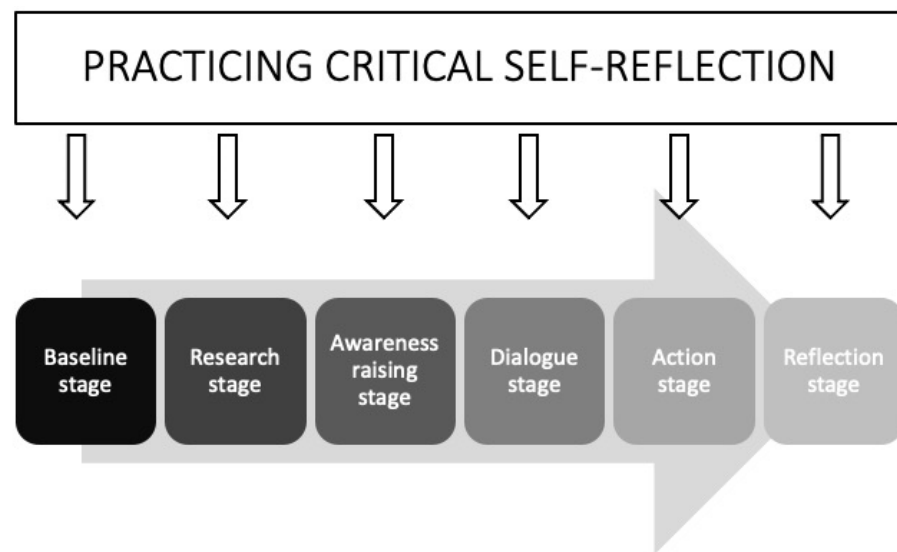 PRACTICING CRITICAL SELF-REFLECTION
Baseline
stage
Research
stage
Awareness
raising
stage
Dialogue
stage
Action
stage
Reflection
stage